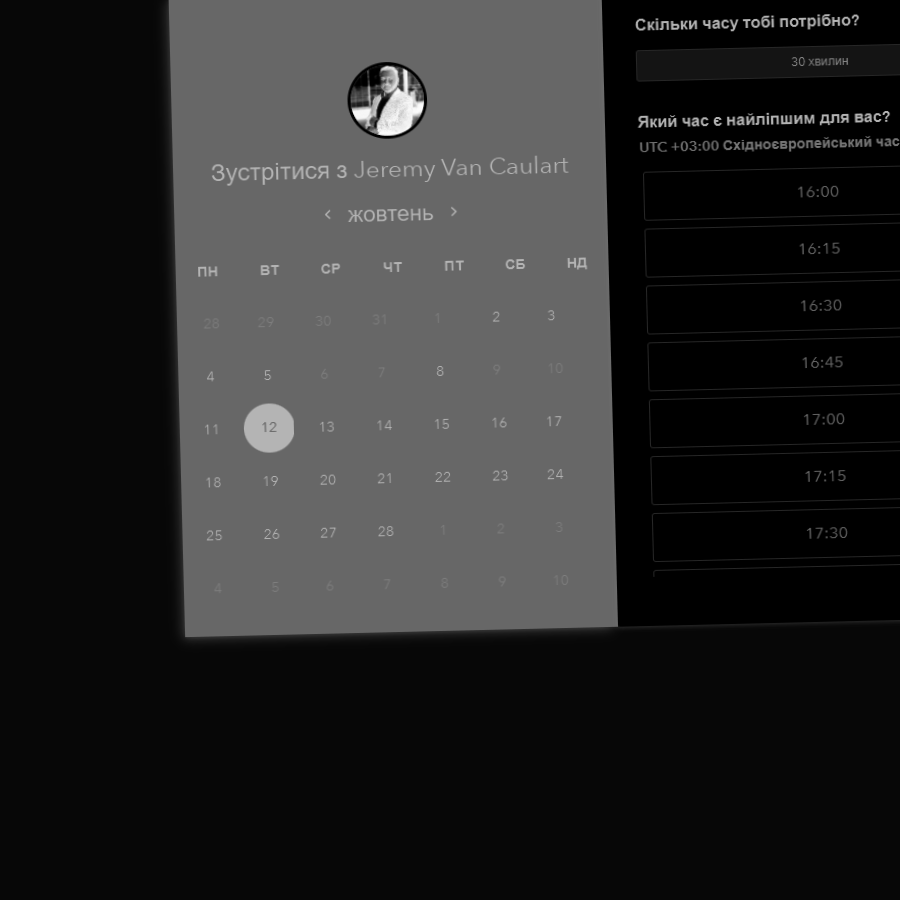 Зустрітися з Jeremy Van Caulart
‹ жовтень ›
ПН ВТ СР ЧТ ПТ СБ НД
28 29 30 31 1 2 3
4 5 6 7 8 9 10
11 12 13 14 15 16 17
18 19 20 21 22 23 24
25 26 27 28 1 2 3
4 5 6 7 8 9 10
Скільки часу тобі потрібно?
30 хвилин
Який час є найліпшим для вас?
UTC +03:00 Східноєвропейський час
16:00
16:15
16:30
16:45
17:00
17:15
17:30